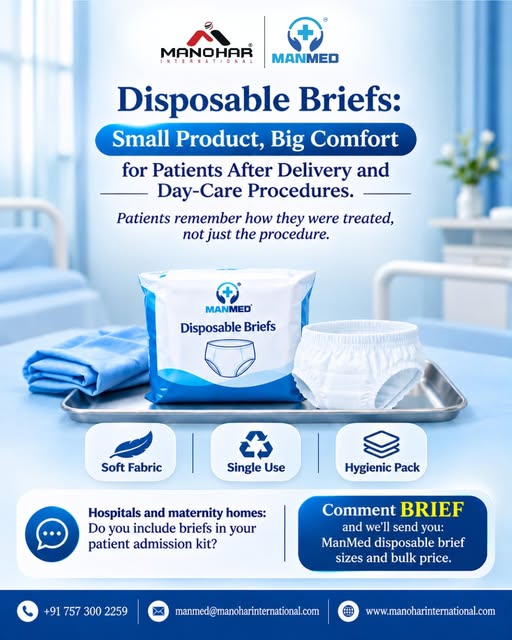 MANOHAR
INTERNATIONAL
MANMED
Disposable Briefs:
Small Product, Big Comfort
for Patients After Delivery and
Day-Care Procedures.
Patients remember how they were treated,
not just the procedure.
MANMED
Disposable Briefs
Soft Fabric
Single Use
Hygienic Pack
Hospitals and maternity homes:
Do you include briefs in your
patient admission kit?
Comment BRIEF
and we'll send you:
ManMed disposable brief
sizes and bulk price.
+91 757 300 2259
manmed@manoharinternational.com
www.manoharinternational.com